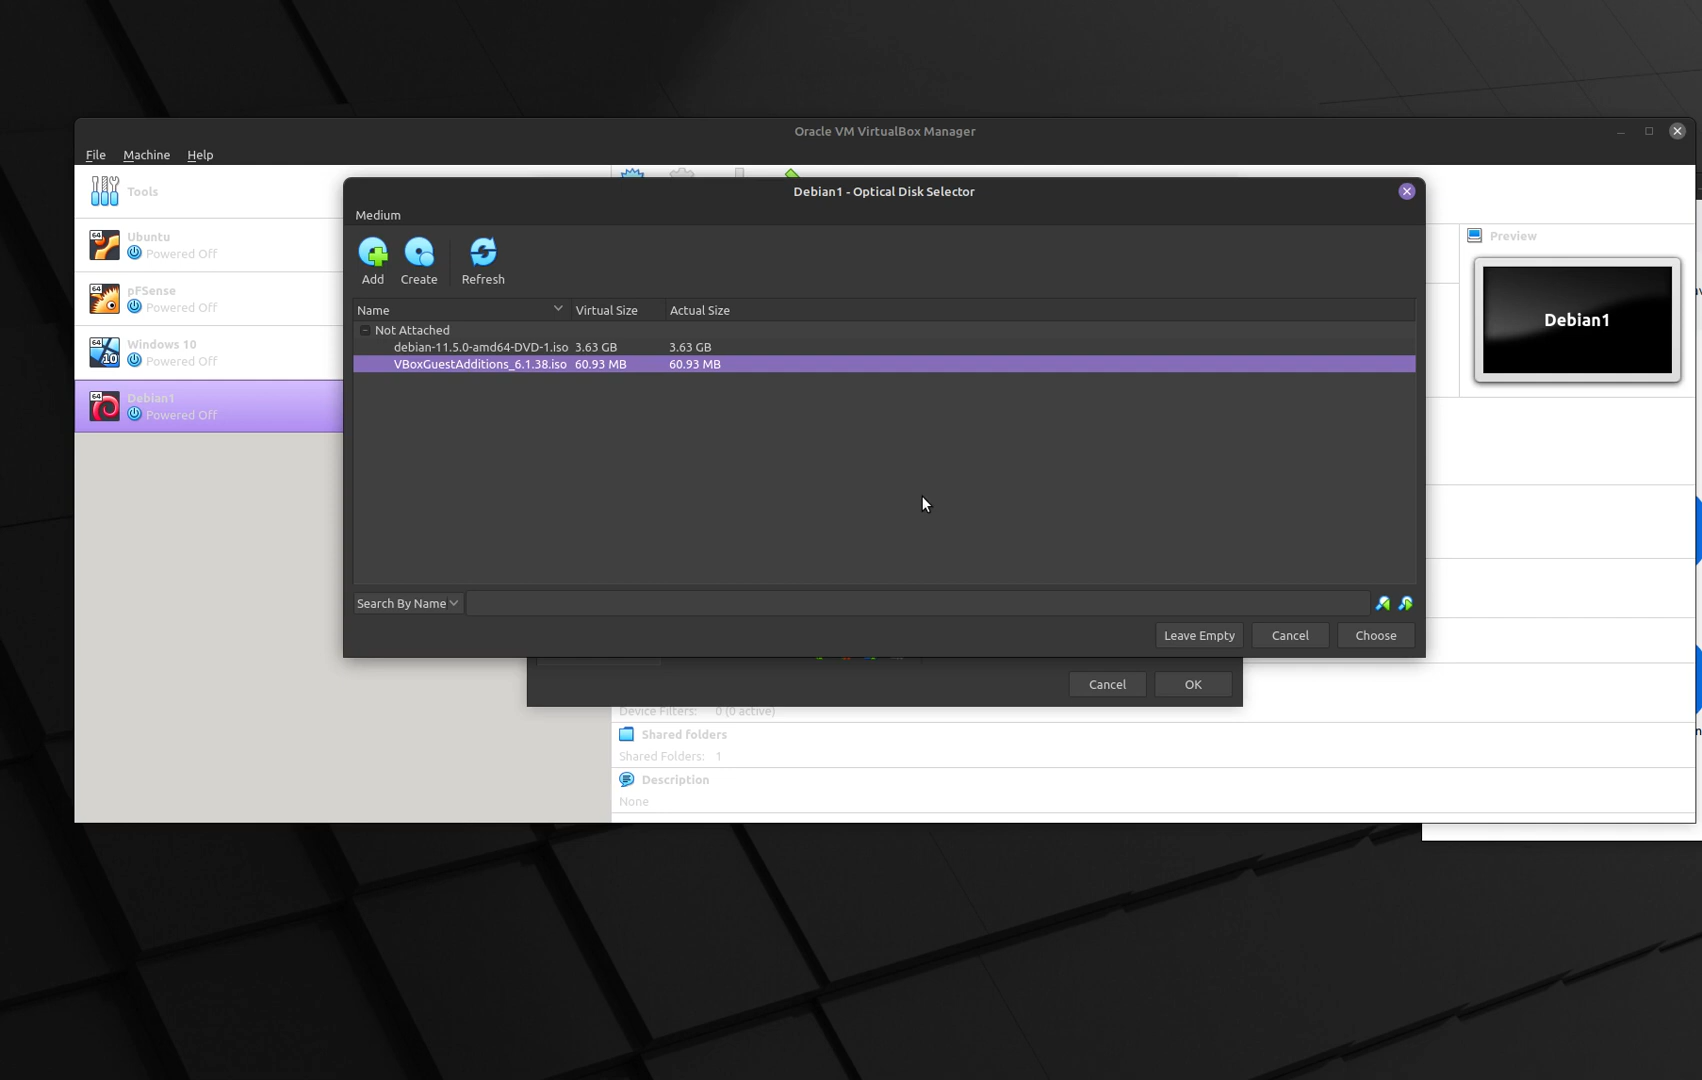 Oracle VM VirtualBox Manager
File Machine Help
Tools
Ubuntu
Powered Off
pFSense
Powered Off
Windows 10
Powered Off
Debian1
Powered Off
Debian1 - Optical Disk Selector
Medium
Add Create Refresh
Name Virtual Size Actual Size
Not Attached
debian-11.5.0-amd64-DVD-1.iso 3.63 GB 3.63 GB
VBoxGuestAdditions_6.1.38.iso 60.93 MB 60.93 MB
Search By Name
Leave Empty Cancel Choose
Cancel OK
Preview
Debian1
Device Filters: 0 (0 active)
Shared folders
Shared Folders: 1
Description
None